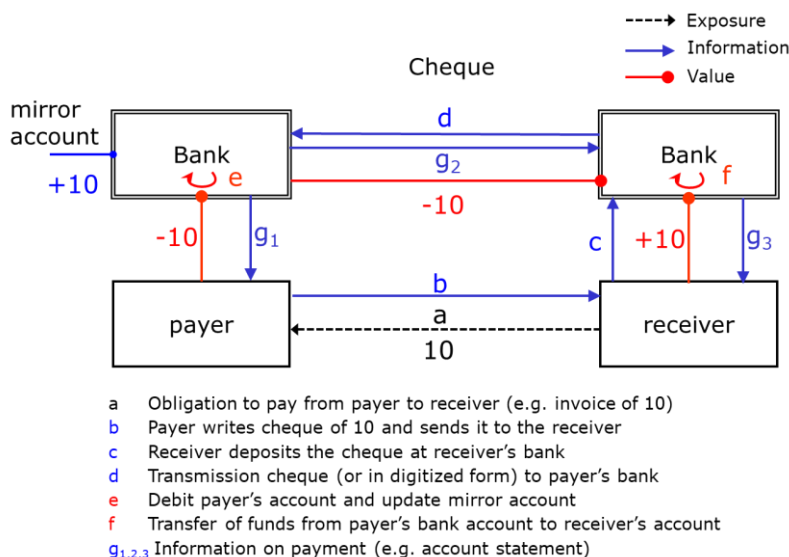 Exposure
Information
Value
Cheque
mirror
account
+10
Bank
e
d
g2
-10
Bank
f
-10
g1
c
+10
g3
payer
b
a
10
receiver
a Obligation to pay from payer to receiver (e.g. invoice of 10)
b Payer writes cheque of 10 and sends it to the receiver
c Receiver deposits the cheque at receiver's bank
d Transmission cheque (or in digitized form) to payer's bank
e Debit payer's account and update mirror account
f Transfer of funds from payer's bank account to receiver's account
g1,2,3 Information on payment (e.g. account statement)